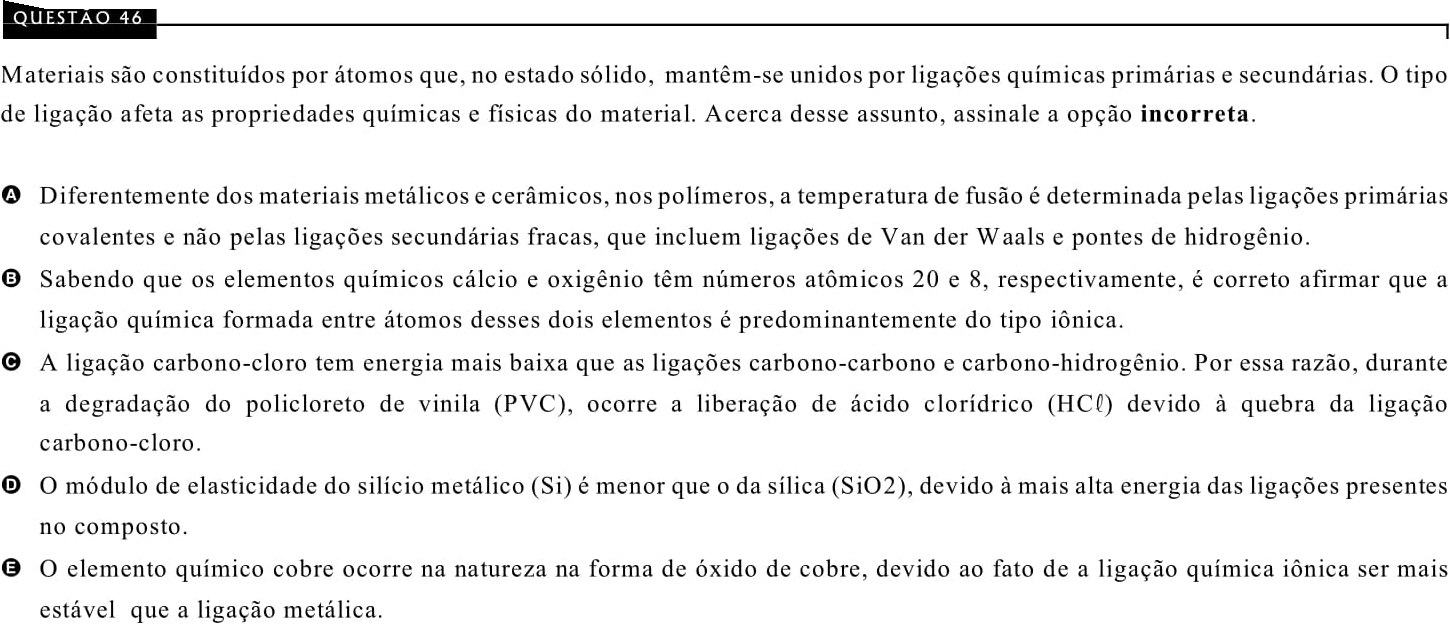 QUESTÃO 46
Materiais são constituídos por átomos que, no estado sólido, mantêm-se unidos por ligações químicas primárias e secundárias. O tipo
de ligação afeta as propriedades químicas e físicas do material. Acerca desse assunto, assinale a opção incorreta.
A Diferentemente dos materiais metálicos e cerâmicos, nos polímeros, a temperatura de fusão é determinada pelas ligações primárias
covalentes e não pelas ligações secundárias fracas, que incluem ligações de Van der Waals e pontes de hidrogênio.
B Sabendo que os elementos químicos cálcio e oxigênio têm números atômicos 20 e 8, respectivamente, é correto afirmar que a
ligação química formada entre átomos desses dois elementos é predominantemente do tipo iônica.
C A ligação carbono-cloro tem energia mais baixa que as ligações carbono-carbono e carbono-hidrogênio. Por essa razão, durante
a degradação do policloreto de vinila (PVC), ocorre a liberação de ácido clorídrico (HCℓ) devido à quebra da ligação
carbono-cloro.
D O módulo de elasticidade do silício metálico (Si) é menor que o da sílica (SiO2), devido à mais alta energia das ligações presentes
no composto.
E O elemento químico cobre ocorre na natureza na forma de óxido de cobre, devido ao fato de a ligação química iônica ser mais
estável que a ligação metálica.